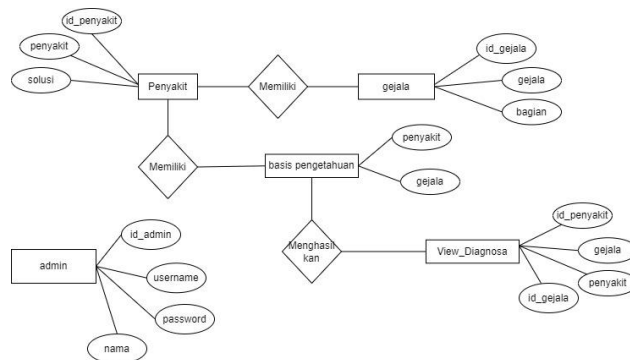 id_penyakit
penyakit
solusi
Penyakit
Memiliki
gejala
id_gejala
gejala
bagian
Memiliki
basis pengetahuan
penyakit
gejala
Menghasil
kan
View_Diagnosa
id_penyakit
gejala
penyakit
id_gejala
admin
id_admin
username
password
nama